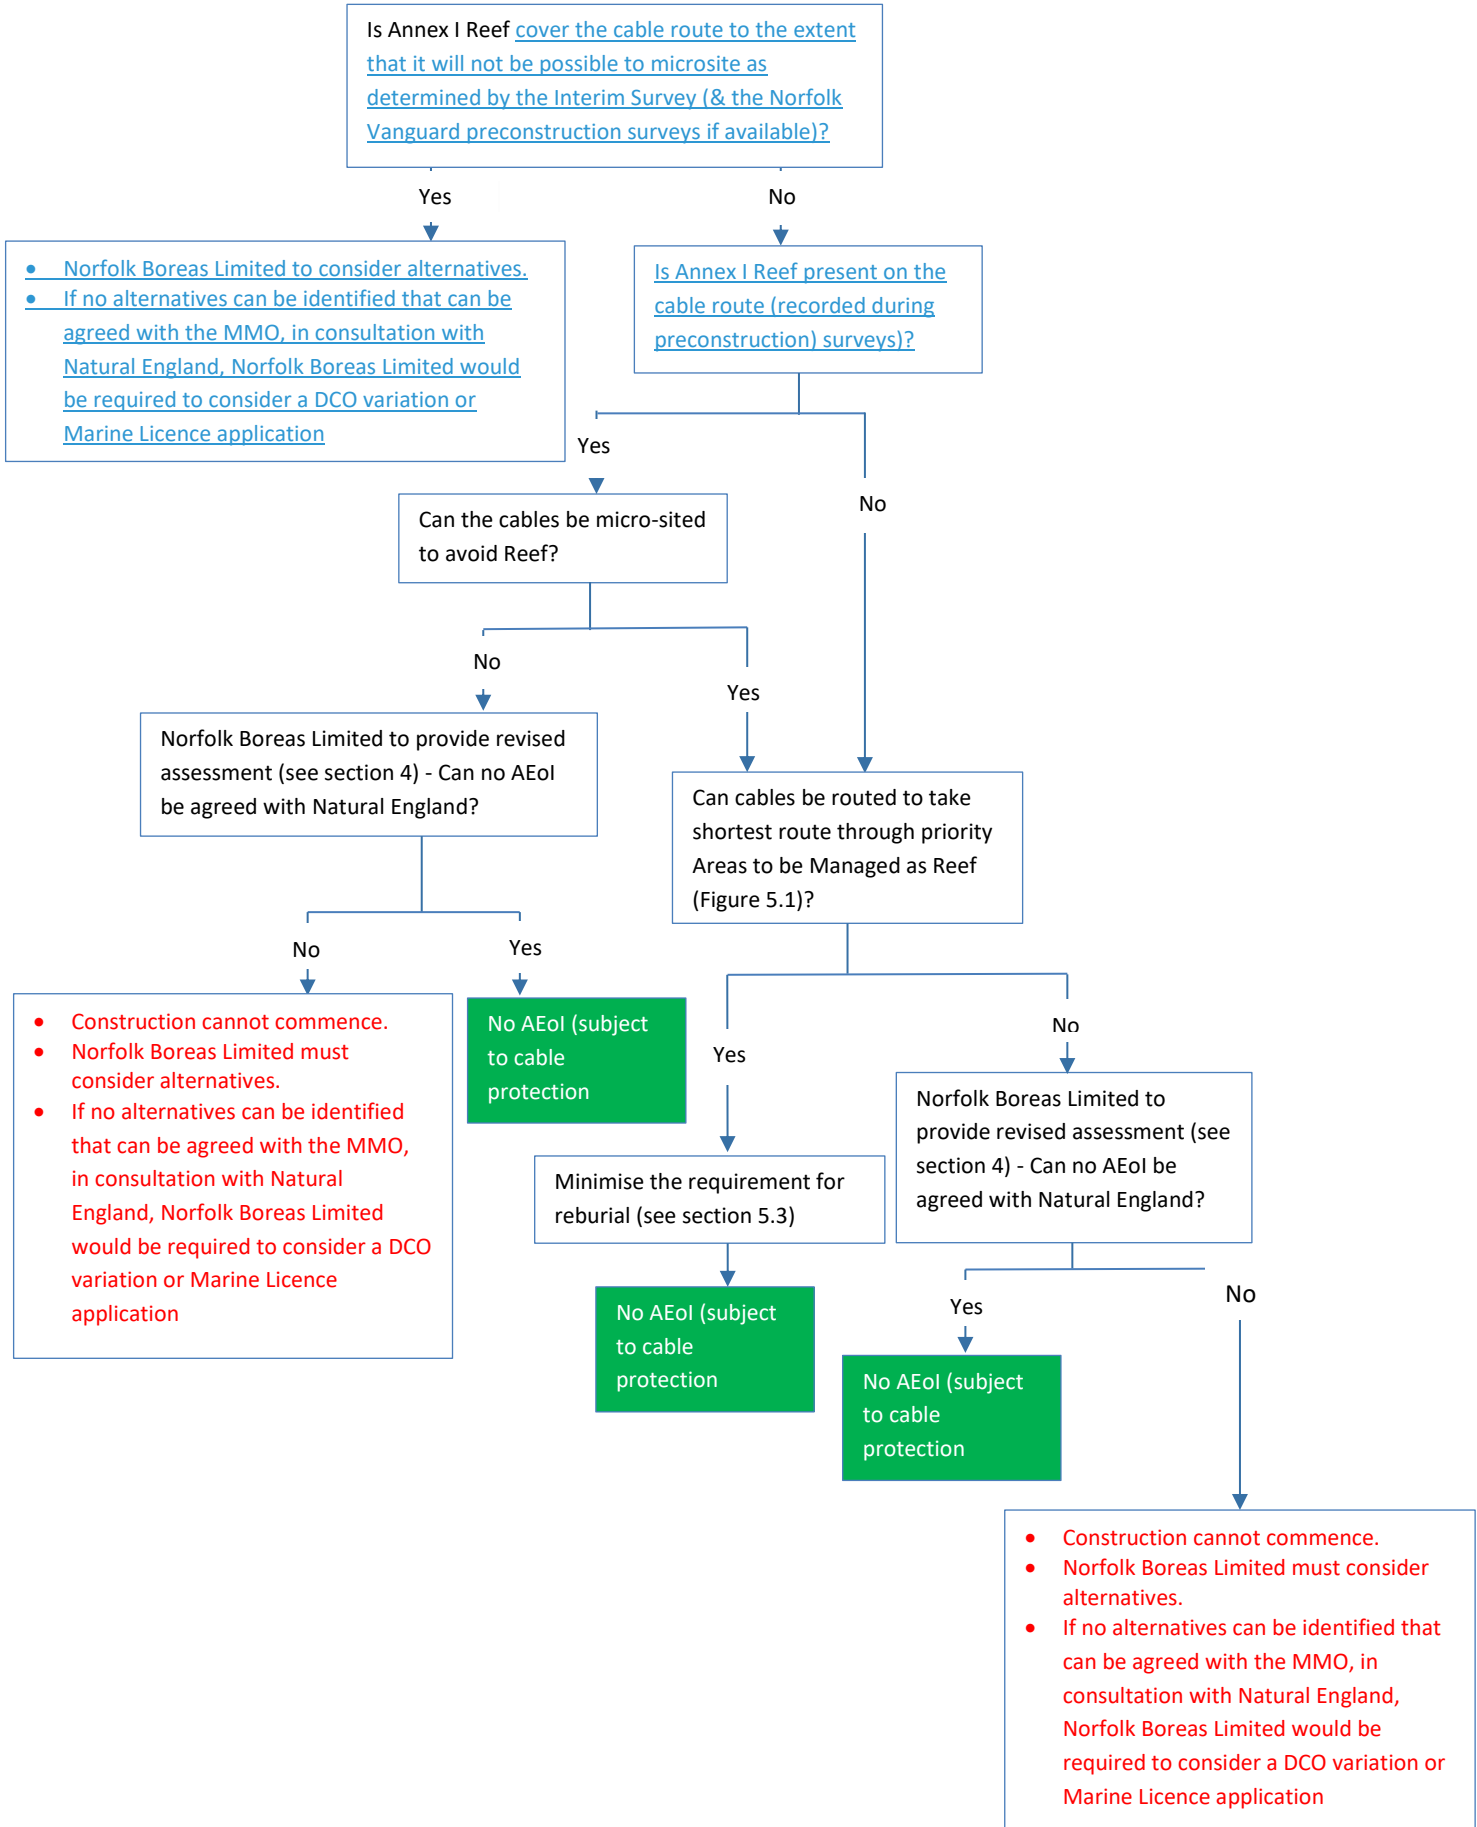 Is Annex I Reef cover the cable route to the extent
that it will not be possible to microsite as
determined by the Interim Survey (& the Norfolk
Vanguard preconstruction surveys if available)?
Yes
No
• Norfolk Boreas Limited to consider alternatives.
• If no alternatives can be identified that can be
agreed with the MMO, in consultation with
Natural England, Norfolk Boreas Limited would
be required to consider a DCO variation or
Marine Licence application
Is Annex I Reef present on the
cable route (recorded during
preconstruction) surveys)?
Yes
No
Can the cables be micro-sited
to avoid Reef?
No
Yes
Norfolk Boreas Limited to provide revised
assessment (see section 4) - Can no AEoI
be agreed with Natural England?
Can cables be routed to take
shortest route through priority
Areas to be Managed as Reef
(Figure 5.1)?
No
Yes
• Construction cannot commence.
• Norfolk Boreas Limited must
consider alternatives.
• If no alternatives can be identified
that can be agreed with the MMO,
in consultation with Natural
England, Norfolk Boreas Limited
would be required to consider a DCO
variation or Marine Licence
application
No AEoI (subject
to cable
protection
Yes
No
Minimise the requirement for
reburial (see section 5.3)
Norfolk Boreas Limited to
provide revised assessment (see
section 4) - Can no AEoI be
agreed with Natural England?
No AEoI (subject
to cable
protection
Yes
No
No AEoI (subject
to cable
protection
• Construction cannot commence.
• Norfolk Boreas Limited must consider
alternatives.
• If no alternatives can be identified that
can be agreed with the MMO, in
consultation with Natural England,
Norfolk Boreas Limited would be
required to consider a DCO variation or
Marine Licence application